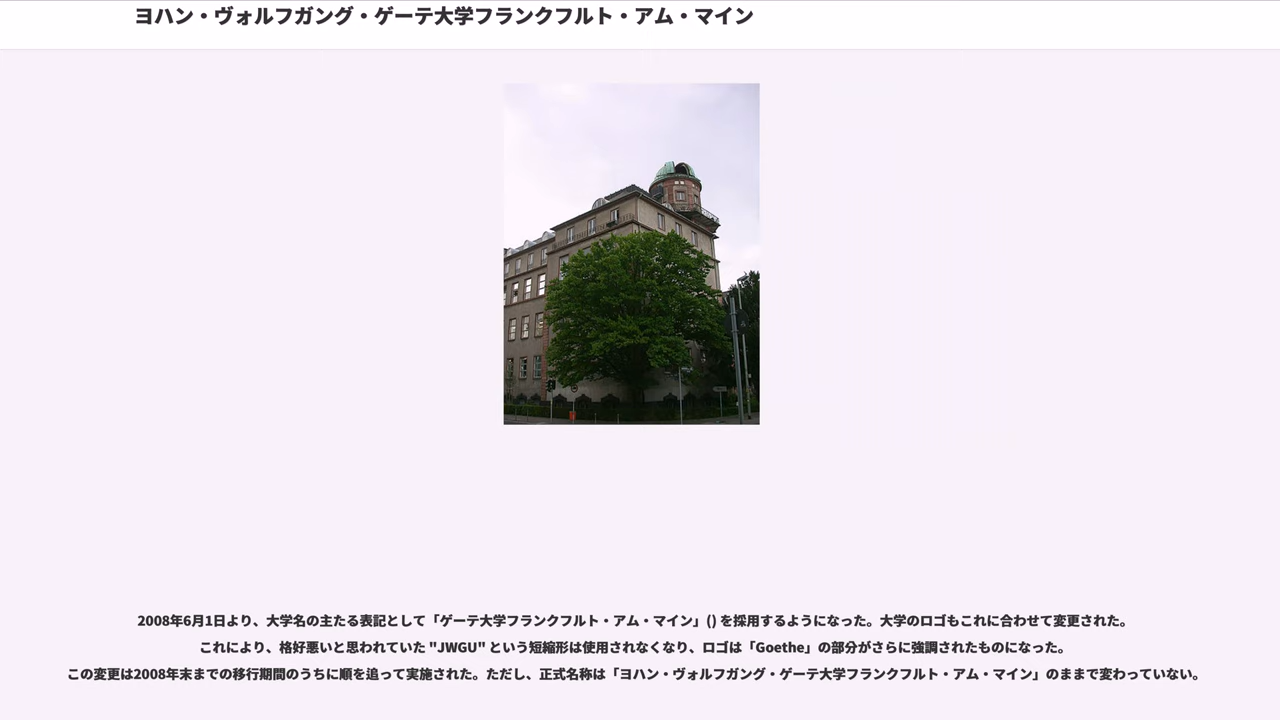 ヨハン・ヴォルフガング・ゲーテ大学フランクフルト・アム・マイン
2008年6月1日より、大学名の主たる表記として「ゲーテ大学フランクフルト・アム・マイン」() を採用するようになった。大学のロゴもこれに合わせて変更された。
これにより、格好悪いと思われていた "JWGU" という短縮形は使用されなくなり、ロゴは「Goethe」の部分がさらに強調されたものになった。
この変更は2008年末までの移行期間のうちに順を追って実施された。ただし、正式名称は「ヨハン・ヴォルフガング・ゲーテ大学フランクフルト・アム・マイン」のままで変わっていない。